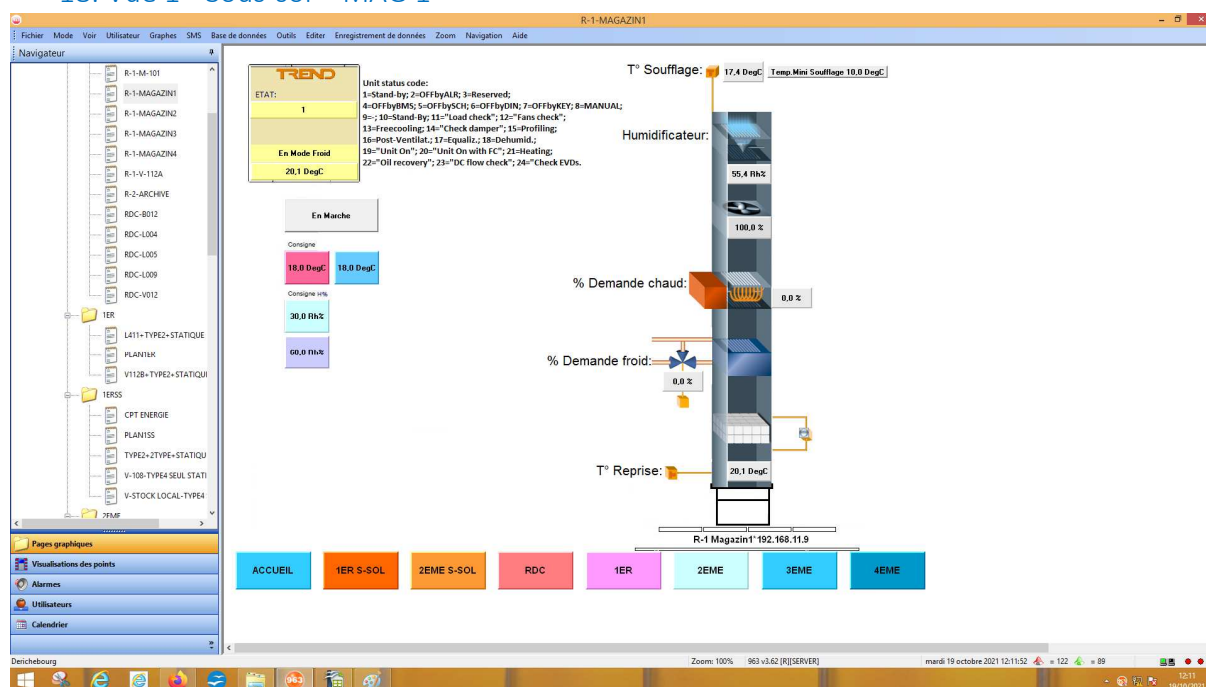 R-1-MAGAZIN1
Fichier Mode Voir Utilisateur Graphes SMS Base de données Outils Editer Enregistrement de données Zoom Navigation Aide
Navigateur
R-1-M-101
R-1-MAGAZIN1
R-1-MAGAZIN2
R-1-MAGAZIN3
R-1-MAGAZIN4
R-1-V-112A
R-2-ARCHIVE
RDC-B012
RDC-L004
RDC-L005
RDC-L009
RDC-V012
1ER
L411+TYPE2+STATIQUE
PLAN1ER
V112B+TYPE2+STATIQU
1ERSS
CPT ENERGIE
PLAN1SS
TYPE2+2TYPE+STATIQU
V-108-TYPE4 SEUL STATI
V-STOCK LOCAL-TYPE4
2EME
Pages graphiques
Visualisations des points
Alarmes
Utilisateurs
Calendrier
TREND
ETAT:
1
En Mode Froid
20,1 DegC
Unit status code:
1=Stand-by; 2=OFFbyALR; 3=Reserved;
4=OFFbyBMS; 5=OFFbySCH; 6=OFFbyDIN; 7=OFFbyKEY; 8=MANUAL;
9=-; 10=Stand-By; 11="Load check"; 12="Fans check";
13=Freecooling; 14="Check damper"; 15=Profiling;
16=Post-Ventilat.; 17=Equaliz.; 18=Dehumid.;
19="Unit On"; 20="Unit On with FC"; 21=Heating;
22="Oil recovery"; 23="DC flow check"; 24="Check EVDs.
En Marche
Consigne
18,0 DegC 18,0 DegC
Consigne H%
30,0 Rh%
60,0 Rh%
T° Soufflage: 17,4 DegC Temp.Mini Soufflage 10,0 DegC
Humidificateur:
55,4 Rh%
100,0 %
% Demande chaud:
0,0 %
% Demande froid:
0,0 %
T° Reprise: 20,1 DegC
R-1 Magazin1*192.168.11.9
ACCUEIL 1ER S-SOL 2EME S-SOL RDC 1ER 2EME 3EME 4EME
Derichebourg Zoom: 100% 963 v3.62 [R][SERVER] mardi 19 octobre 2021 12:11:52 = 122 = 89
963
12:11
19/10/2021